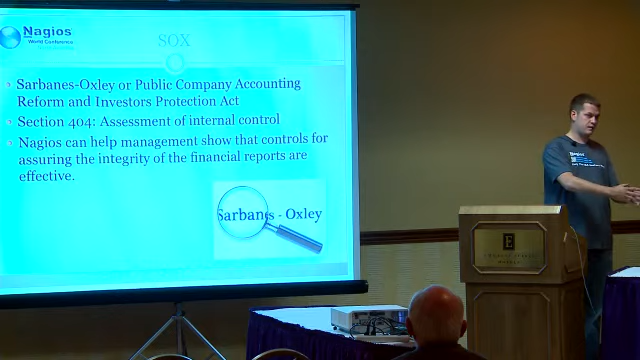 Nagios
World Conference
SOX
Sarbanes-Oxley or Public Company Accounting
Reform and Investors Protection Act
Section 404: Assessment of internal control
Nagios can help management show that controls for
assuring the integrity of the financial reports are
effective.
Sarbanes - Oxley
Nagios
E